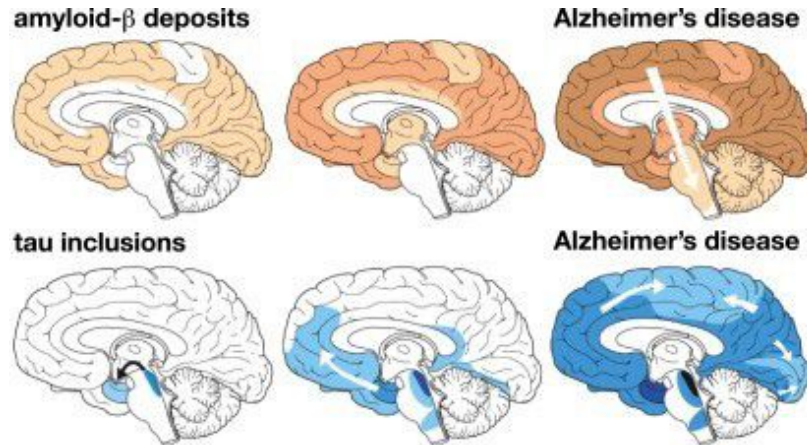 amyloid-β deposits
Alzheimer's disease
tau inclusions
Alzheimer's disease